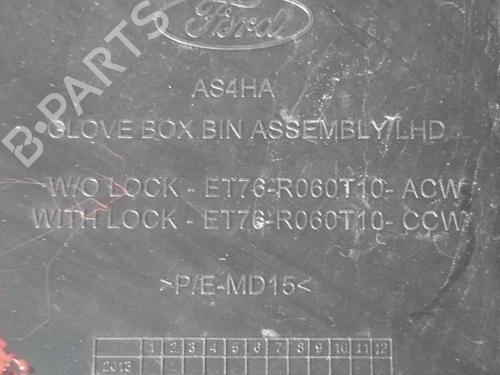 Ford
B-PARTS
AS4HA
GLOVE BOX BIN ASSEMBLY/LHD
W/O LOCK - ET76-R060T10- ACW
WITH LOCK - ET76-R060T10- CCW
>P/E-MD15<
1 2 3 4 5 6 7 8 9 10 11 12
2013